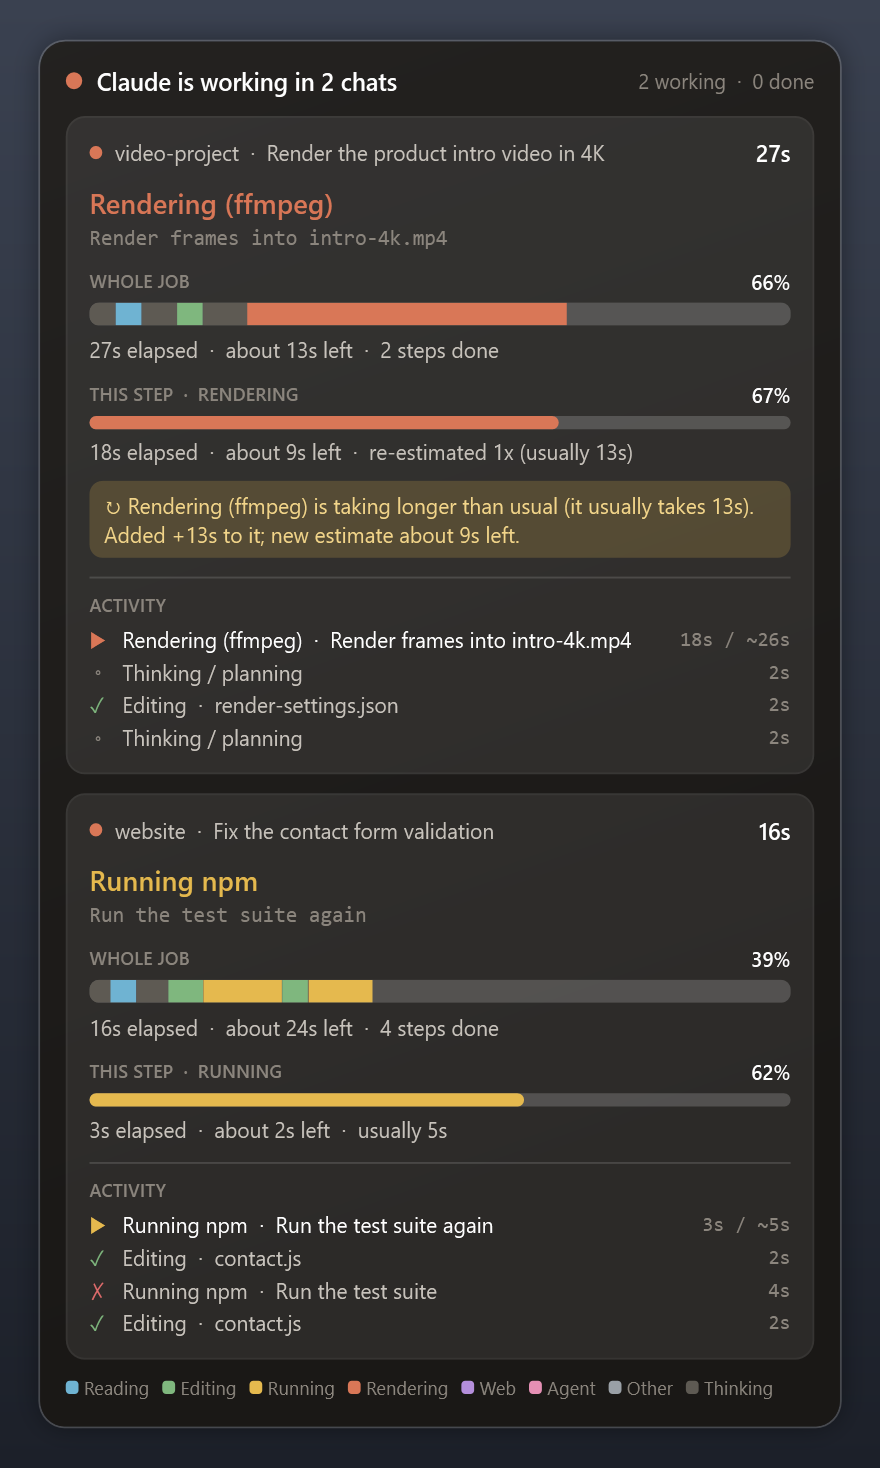 Claude is working in 2 chats
2 working · 0 done
video-project · Render the product intro video in 4K
27s
Rendering (ffmpeg)
Render frames into intro-4k.mp4
WHOLE JOB
66%
27s elapsed · about 13s left · 2 steps done
THIS STEP · RENDERING
67%
18s elapsed · about 9s left · re-estimated 1x (usually 13s)
↻ Rendering (ffmpeg) is taking longer than usual (it usually takes 13s).
Added +13s to it; new estimate about 9s left.
ACTIVITY
▶ Rendering (ffmpeg) · Render frames into intro-4k.mp4 18s / ~26s
◦ Thinking / planning 2s
✓ Editing · render-settings.json 2s
◦ Thinking / planning 2s
website · Fix the contact form validation
16s
Running npm
Run the test suite again
WHOLE JOB
39%
16s elapsed · about 24s left · 4 steps done
THIS STEP · RUNNING
62%
3s elapsed · about 2s left · usually 5s
ACTIVITY
▶ Running npm · Run the test suite again 3s / ~5s
✓ Editing · contact.js 2s
✗ Running npm · Run the test suite 4s
✓ Editing · contact.js 2s
Reading Editing Running Rendering Web Agent Other Thinking